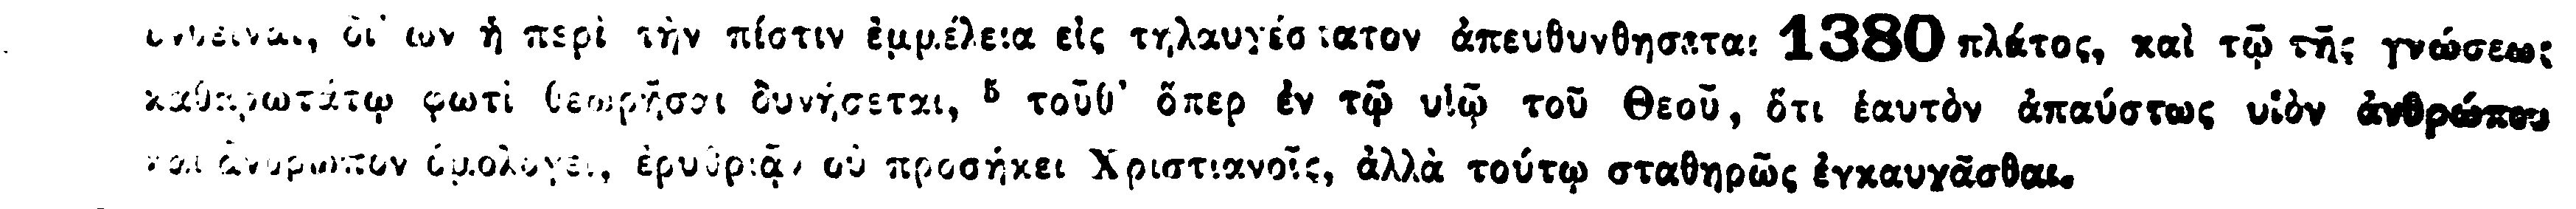 δι' ὧν ἡ περὶ τὴν πίστιν ἐμμέλεια εἰς τηλαυγέστατον ἀπευθυνθήσεται 1380 πλάτος, καὶ τῷ τῆς γνώσεως
καθαρωτάτῳ φωτὶ θεωρῆσαι δυνήσεται, ⁵ τοῦθ' ὅπερ ἐν τῷ υἱῷ τοῦ Θεοῦ, ὅτι ἑαυτὸν ἀπαύστως υἱὸν ἀνθρώπου
καὶ ἄνθρωπον ὁμολογεῖ, ἐρυθριᾷν οὐ προσήκει Χριστιανοῖς, ἀλλὰ τούτῳ σταθηρῶς ἐγκαυχᾶσθαι.